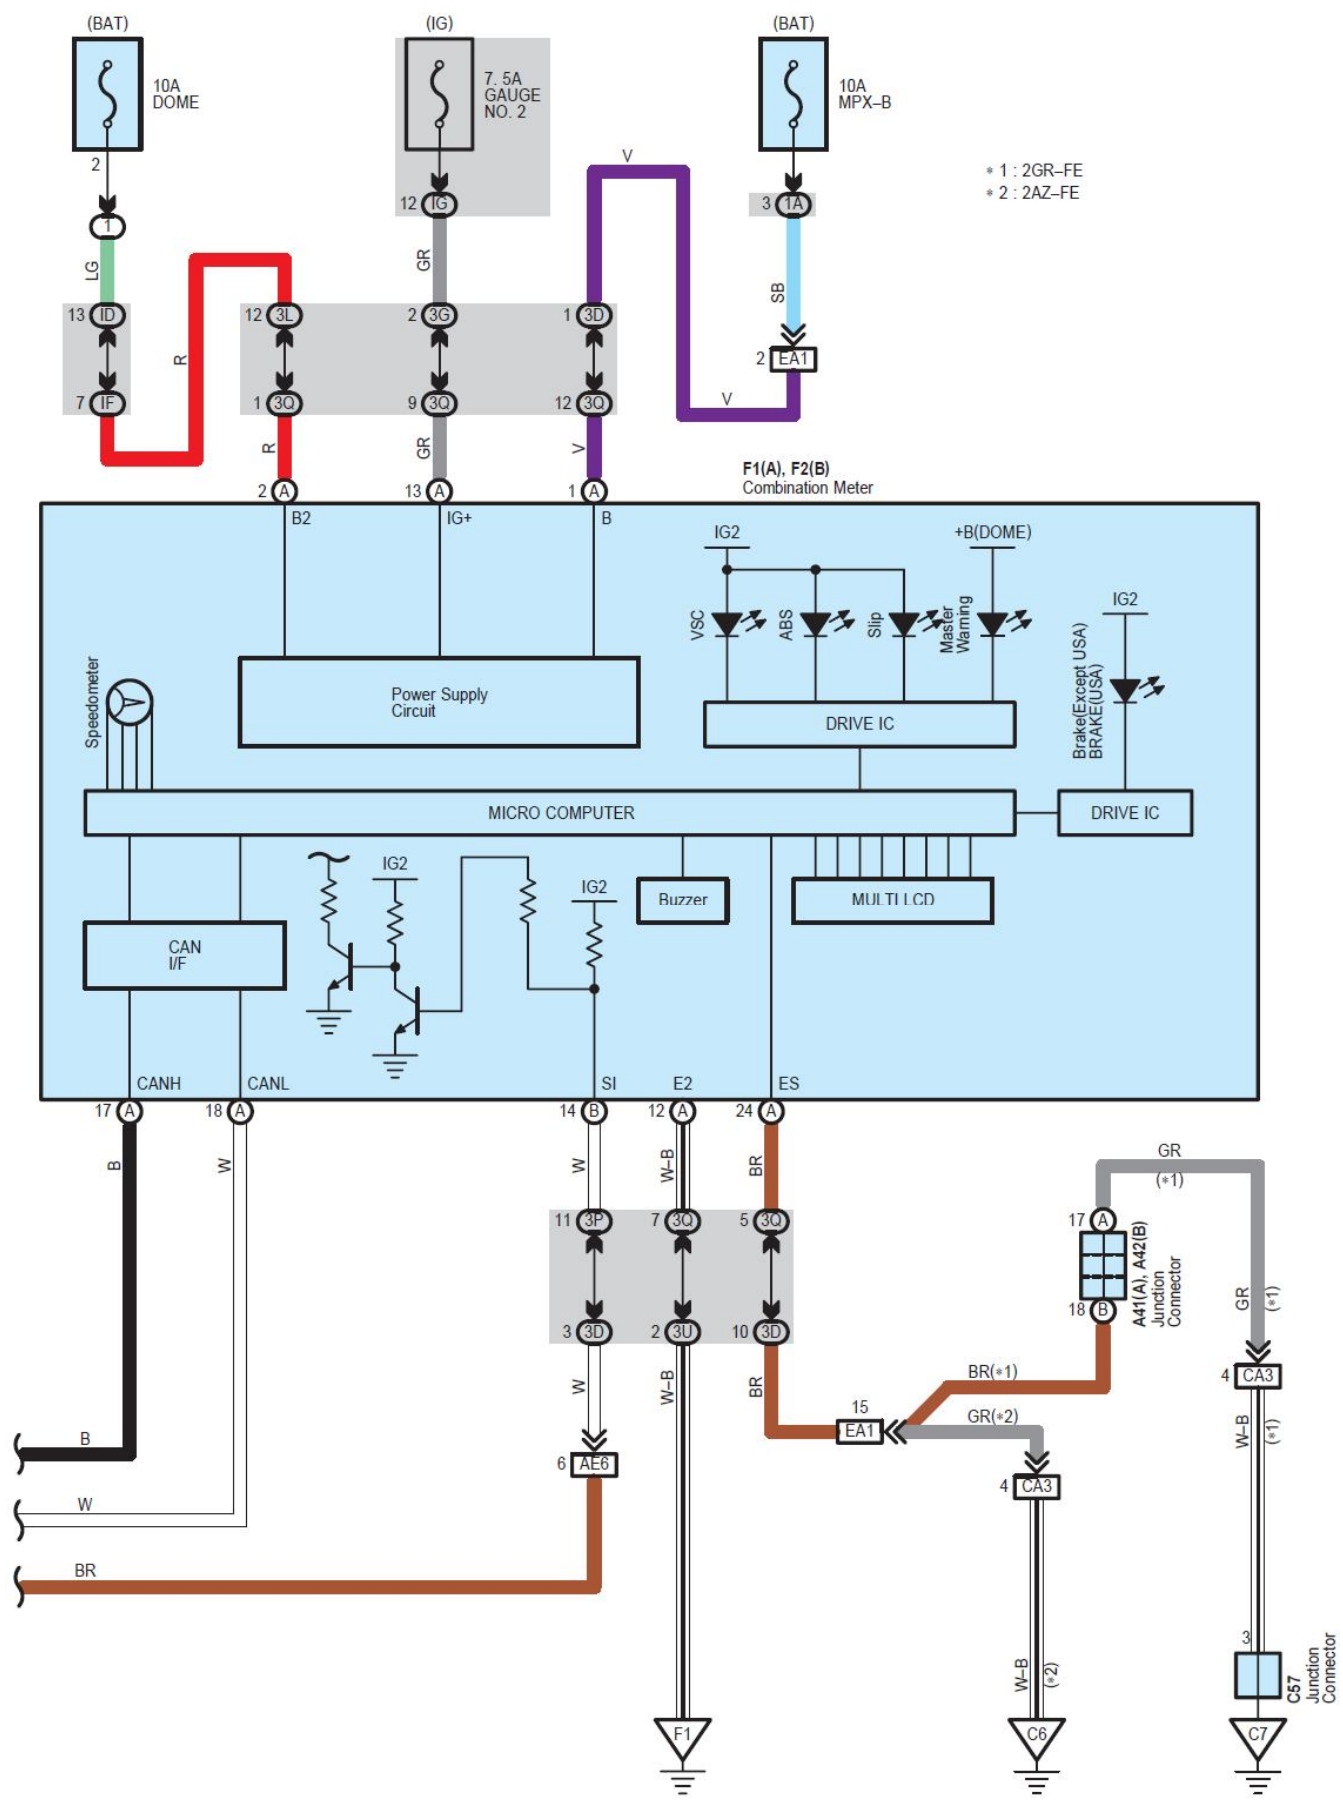 (BAT)
(IG)
(BAT)
10A
DOME
7. 5A
GAUGE
NO. 2
10A
MPX–B
∗ 1 : 2GR–FE
∗ 2 : 2AZ–FE
2
1
12 IG
3 1A
V
LG
GR
SB
R
13 ID
12 3L
2 3G
1 3D
2 EA1
7 IF
1 3Q
9 3Q
12 3Q
V
R
GR
V
F1(A), F2(B)
Combination Meter
2 A
13 A
1 A
B2
IG+
B
IG2
+B(DOME)
IG2
VSC
ABS
Slip
Master
Warning
Brake(Except USA)
BRAKE(USA)
Speedometer
Power Supply
Circuit
DRIVE IC
MICRO COMPUTER
DRIVE IC
IG2
IG2
Buzzer
MULTI LCD
CAN
I/F
CANH
CANL
SI
E2
ES
17 A
18 A
14 B
12 A
24 A
B
W
W
W–B
BR
GR
(∗1)
11 3P
7 3Q
5 3Q
17 A
A41(A), A42(B)
Junction
Connector
18 B
GR
(∗1)
3 3D
2 3U
10 3D
W
W–B
BR
BR(∗1)
4 CA3
15
EA1
GR(∗2)
W–B
(∗1)
B
6 AE6
4 CA3
W
BR
W–B
(∗2)
3
C57
Junction
Connector
F1
C6
C7